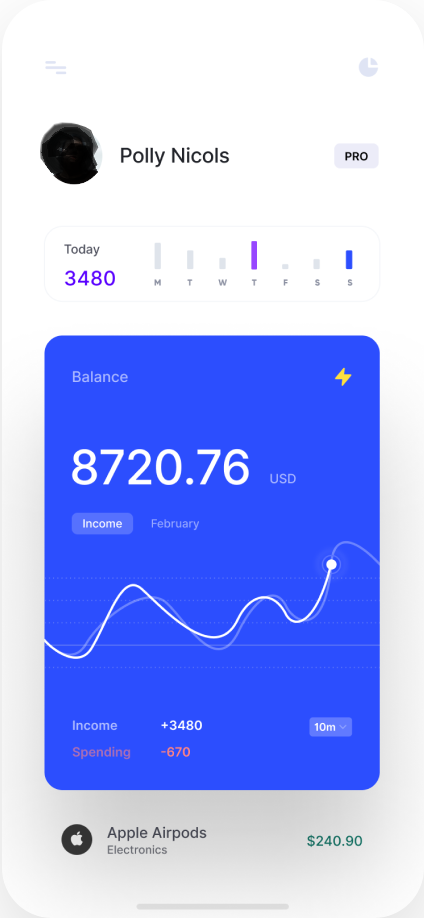 Polly Nicols
PRO
Today
3480
M T W T F S S
Balance
8720.76 USD
Income February
Income +3480 10m
Spending -670
Apple Airpods
Electronics
$240.90